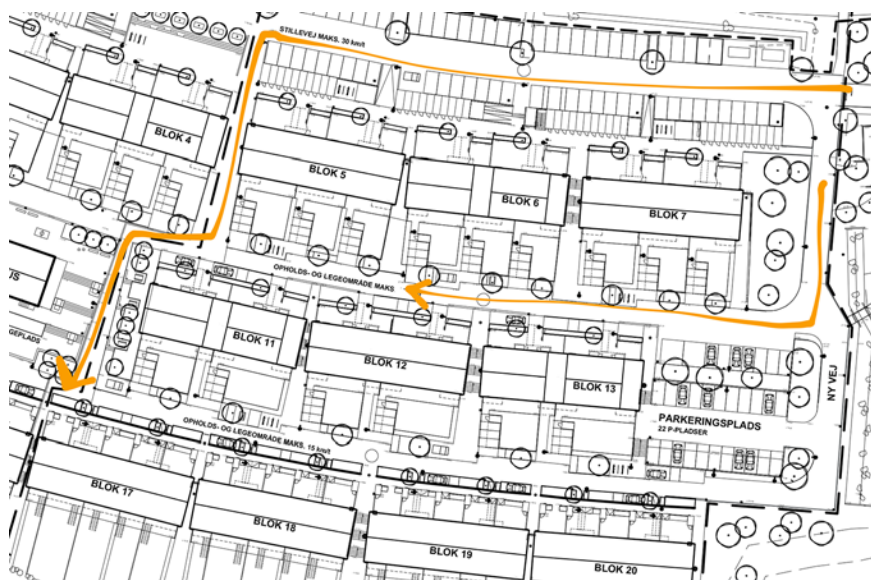 STILLEVEJ MAKS. 30 km/t
BLOK 4
BLOK 5
BLOK 6
BLOK 7
OPHOLDS- OG LEGEOMRÅDE MAKS
BLOK 11
BLOK 12
BLOK 13
NY VEJ
PARKERINGSPLADS
22 P-PLADSER
OPHOLDS- OG LEGEOMRÅDE MAKS. 15 km/t
BLOK 17
BLOK 18
BLOK 19
BLOK 20